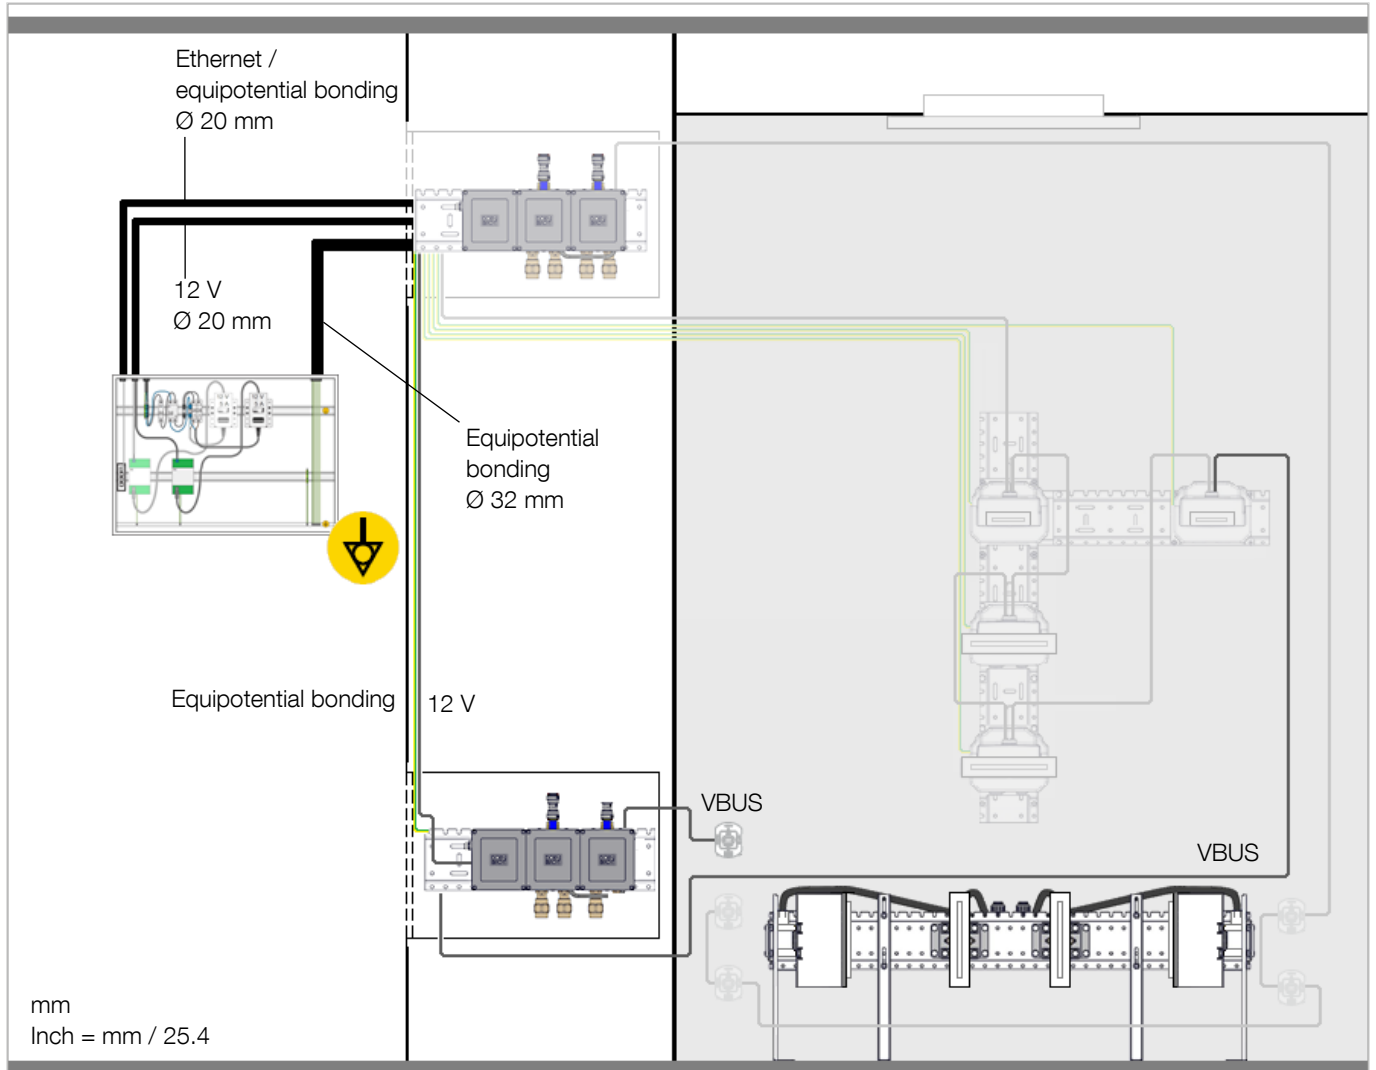 Ethernet /
equipotential bonding
Ø 20 mm
12 V
Ø 20 mm
Equipotential
bonding
Ø 32 mm
Equipotential bonding
12 V
VBUS
VBUS
mm
Inch = mm / 25.4